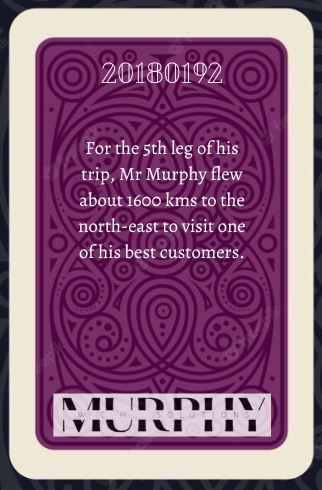 20180192
For the 5th leg of his
trip, Mr Murphy flew
about 1600 kms to the
north-east to visit one
of his best customers.
MURPHY
W.C.H. SOLUTIONS